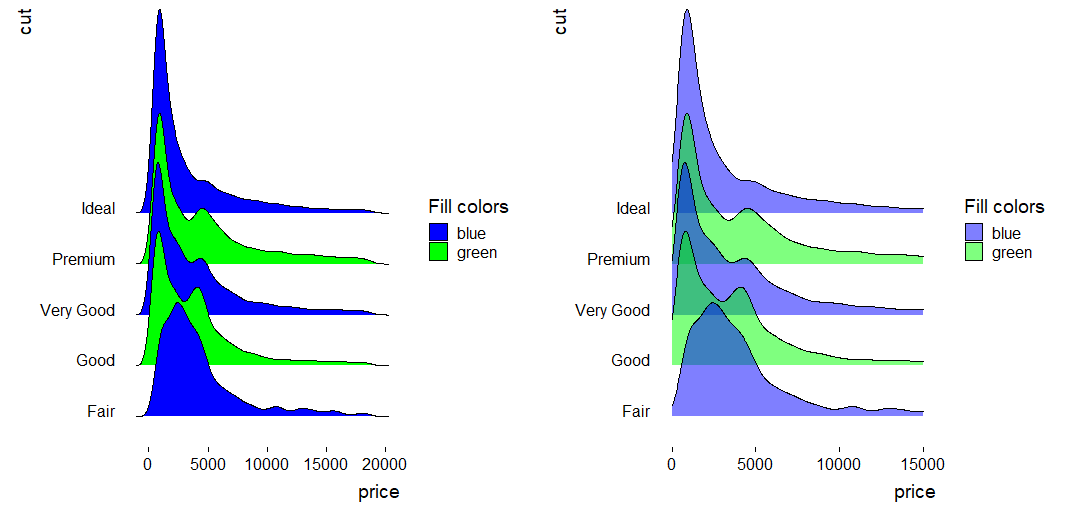 cut
Ideal
Premium
Very Good
Good
Fair
0 5000 10000 15000 20000
price
Fill colors
blue
green
cut
Ideal
Premium
Very Good
Good
Fair
0 5000 10000 15000
price
Fill colors
blue
green